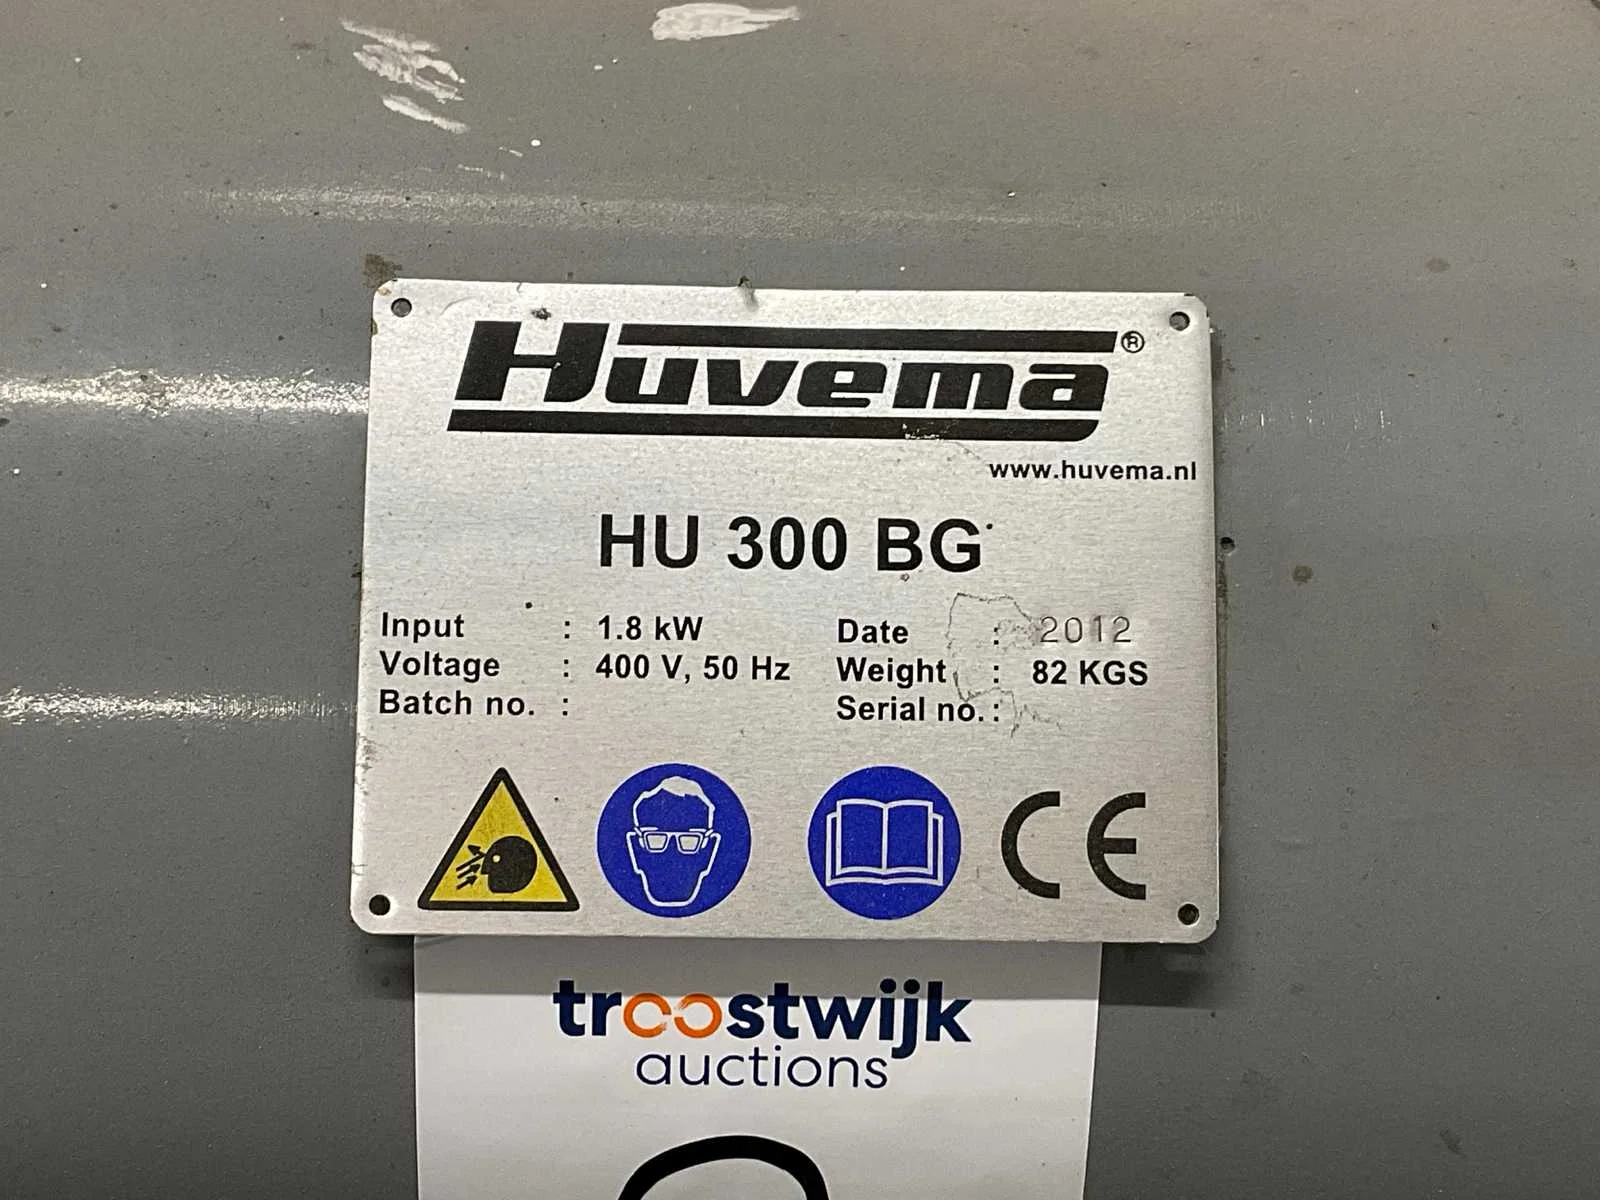 Huvema®
www.huvema.nl
HU 300 BG
Input : 1.8 kW Date : 2012
Voltage : 400 V, 50 Hz Weight : 82 KGS
Batch no. : Serial no. :
CE
troostwijk
auctions